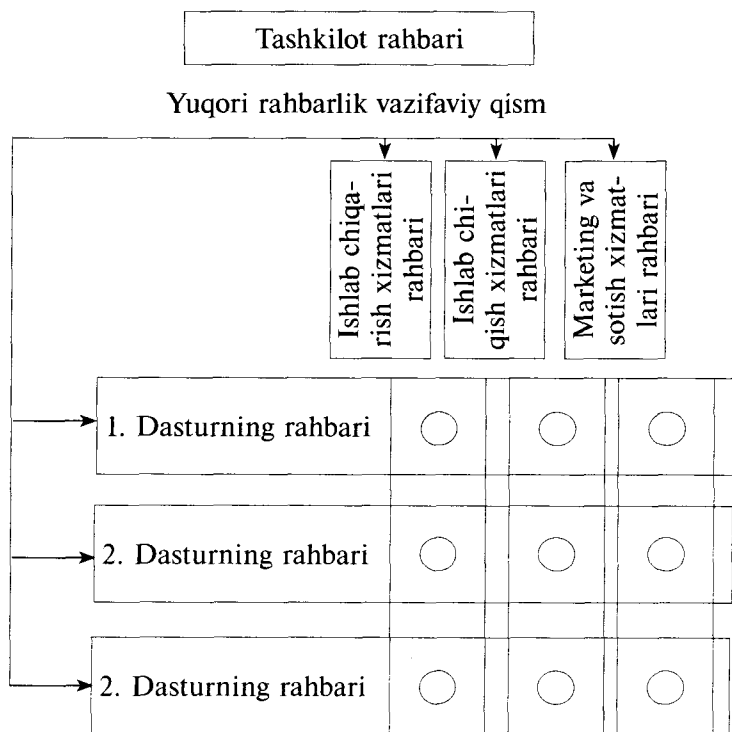 Tashkilot rahbari
Yuqori rahbarlik vazifaviy qism
Ishlab chiqa-
rish xizmatlari
rahbari
Ishlab chi-
qish xizmatlari
rahbari
Marketing va
sotish xizmat-
lari rahbari
1. Dasturning rahbari
2. Dasturning rahbari
2. Dasturning rahbari